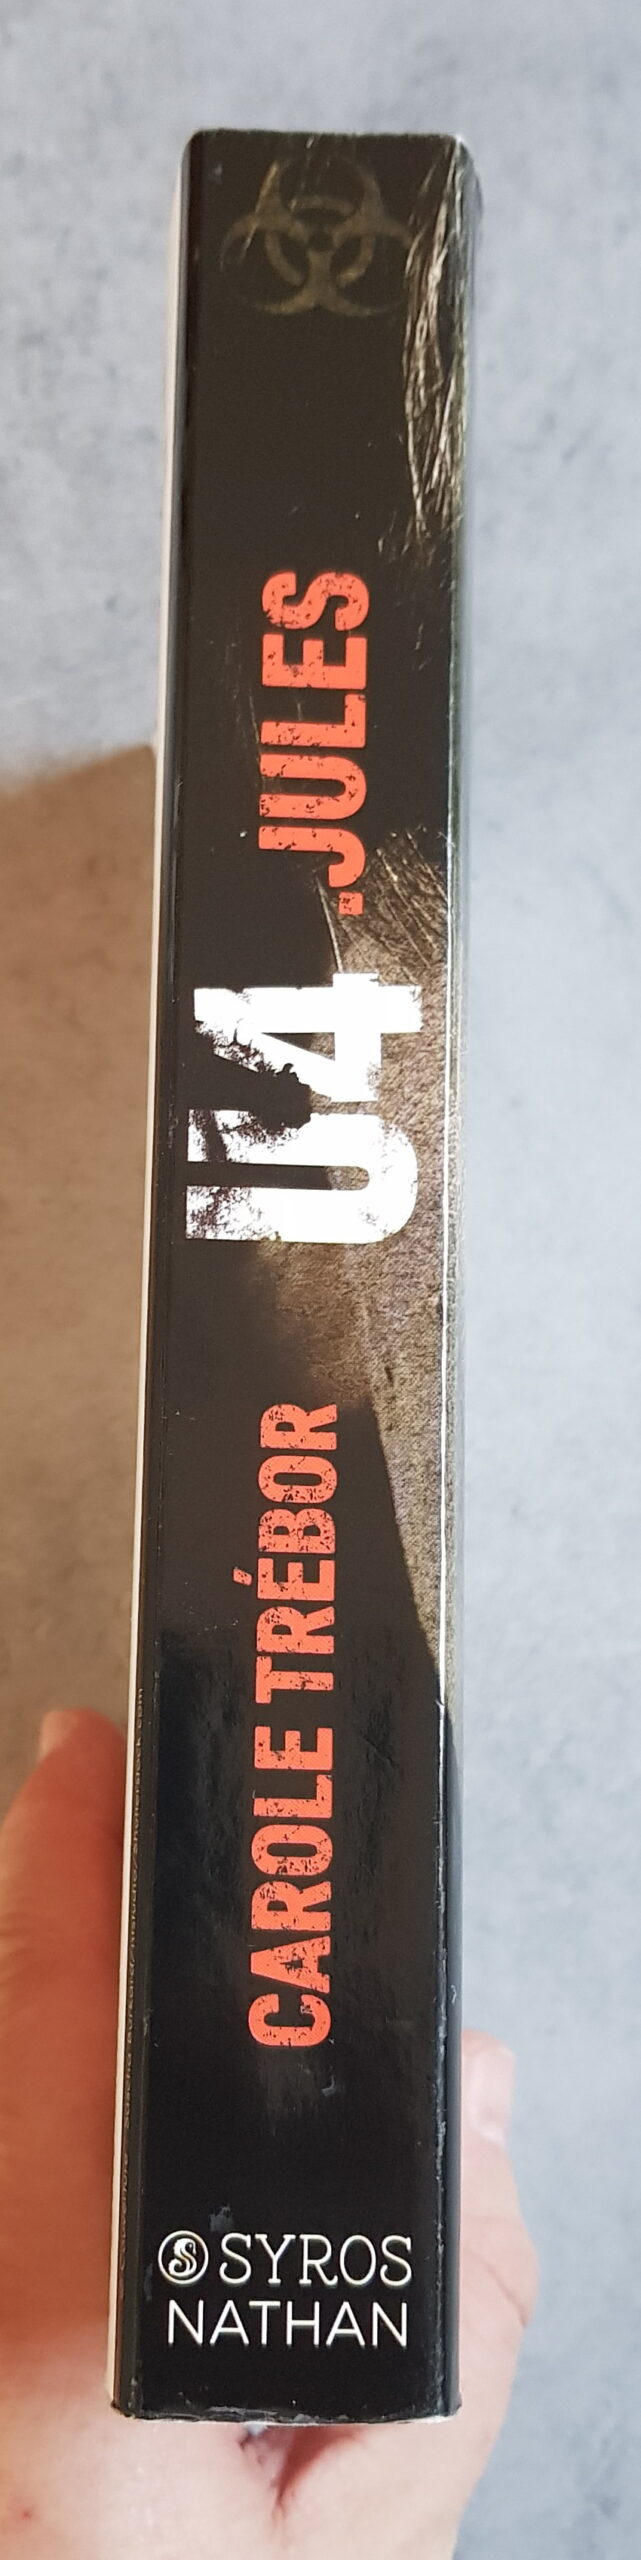 CAROLE TRÉBOR
U4
.JULES
SYROS
NATHAN